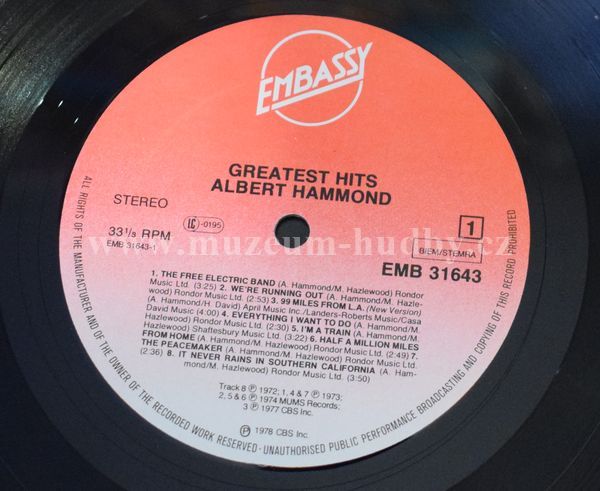 EMBASSY
GREATEST HITS
ALBERT HAMMOND
STEREO
LC -0195
1
33⅓ RPM
EMB 31643-1
BIEM/STEMRA
EMB 31643
www.muzeum-hudby.cz
1. THE FREE ELECTRIC BAND (A. Hammond/M. Hazlewood) Rondor
Music Ltd. (3:25) 2. WE'RE RUNNING OUT (A. Hammond/M. Hazle-
wood) Rondor Music Ltd. (2:53) 3. 99 MILES FROM L.A. (New Version)
(A. Hammond/H. David) April Music Inc./Landers-Roberts Music/Casa
David Music (4:00) 4. EVERYTHING I WANT TO DO (A. Hammond/M.
Hazlewood) Rondor Music Ltd. (2:30) 5. I'M A TRAIN (A. Hammond/M.
Hazlewood) Shaftesbury Music (3:22) 6. HALF A MILLION MILES
FROM HOME (A. Hammond/M. Hazlewood) Rondor Music Ltd. (2:49) 7.
THE PEACEMAKER (A. Hammond/M. Hazlewood) Rondor Music Ltd.
(2:36) 8. IT NEVER RAINS IN SOUTHERN CALIFORNIA (A. Ham-
mond/M. Hazlewood) Rondor Music Ltd. (3:50)
Track 8 ℗ 1972; 1, 4 & 7 ℗ 1973;
2, 5 & 6 ℗ 1974 MUMS Records;
3 ℗ 1977 CBS Inc.
℗ 1978 CBS Inc.
ALL RIGHTS OF THE MANUFACTURER AND OF THE OWNER OF THE RECORDED WORK RESERVED - UNAUTHORISED PUBLIC PERFORMANCE BROADCASTING AND COPYING OF THIS RECORD PROHIBITED